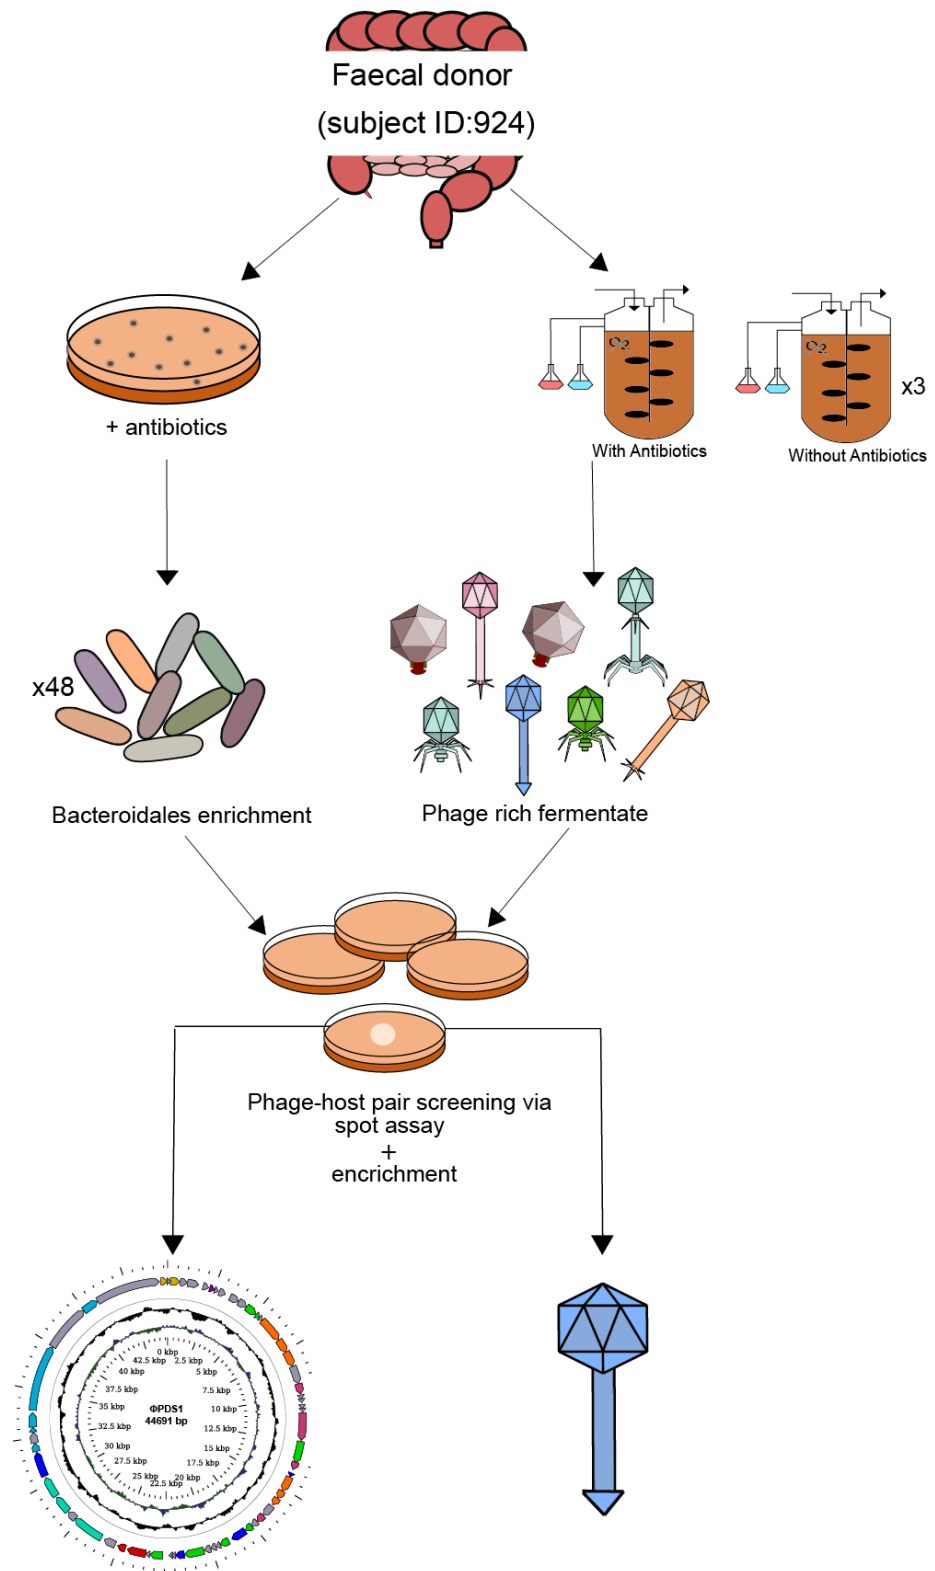 Faecal donor
(subject ID:924)
+ antibiotics
With Antibiotics
Without Antibiotics
x3
x48
Bacteroidales enrichment
Phage rich fermentate
Phage-host pair screening via
spot assay
+
encrichment
0 kbp
2.5 kbp
5 kbp
7.5 kbp
10 kbp
12.5 kbp
15 kbp
17.5 kbp
20 kbp
22.5 kbp
25 kbp
27.5 kbp
30 kbp
32.5 kbp
35 kbp
37.5 kbp
40 kbp
42.5 kbp
ΦPDS1
44691 bp